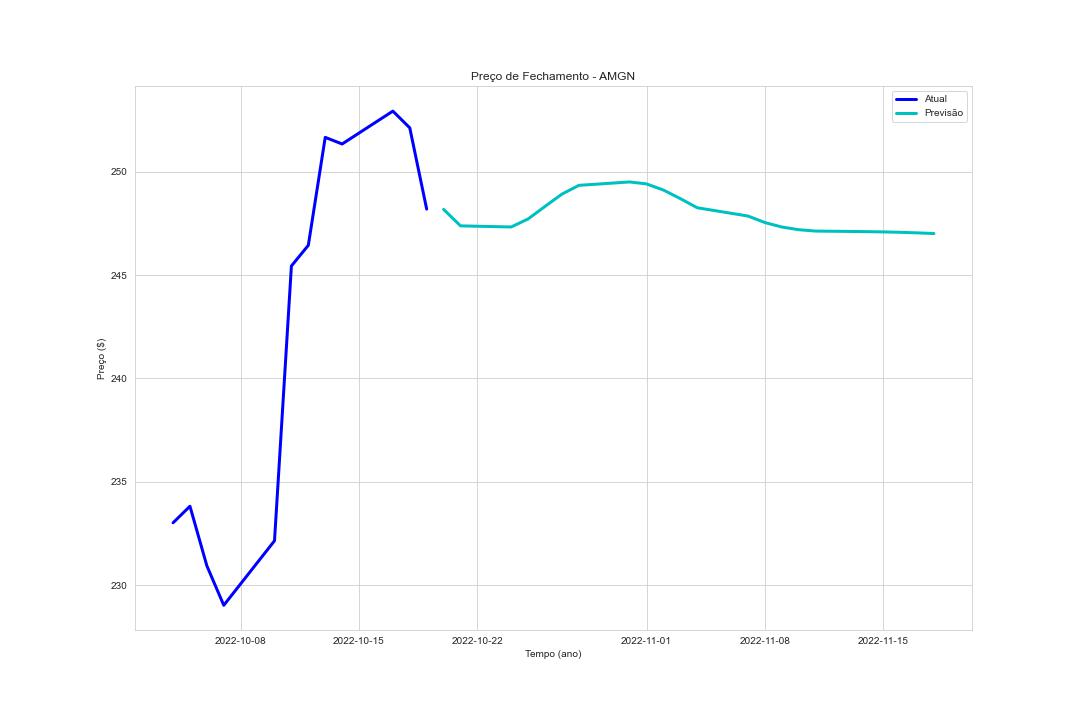 Preço de Fechamento - AMGN
Atual
Previsão
Preço ($)
250
245
240
235
230
2022-10-08
2022-10-15
2022-10-22
2022-11-01
2022-11-08
2022-11-15
Tempo (ano)